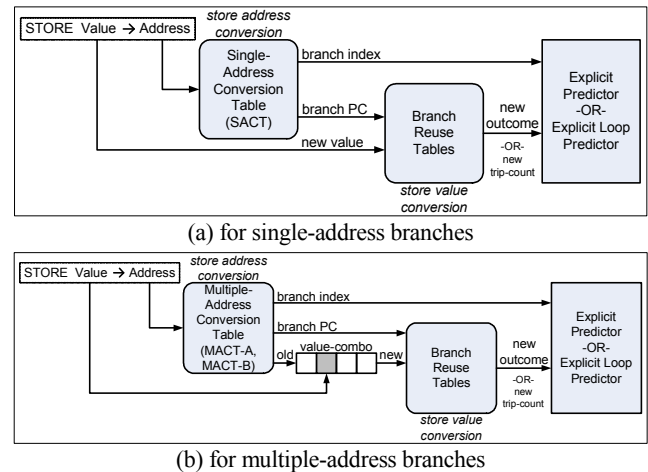 store address
conversion
STORE Value → Address
Single-
Address
Conversion
Table
(SACT)
branch index
branch PC
new value
Branch
Reuse
Tables
store value
conversion
new
outcome
-OR-
new
trip-count
Explicit
Predictor
-OR-
Explicit Loop
Predictor
(a) for single-address branches
store address
conversion
STORE Value → Address
Multiple-
Address
Conversion
Table
(MACT-A,
MACT-B)
branch index
branch PC
old value-combo new
Branch
Reuse
Tables
store value
conversion
new
outcome
-OR-
new
trip-count
Explicit
Predictor
-OR-
Explicit Loop
Predictor
(b) for multiple-address branches